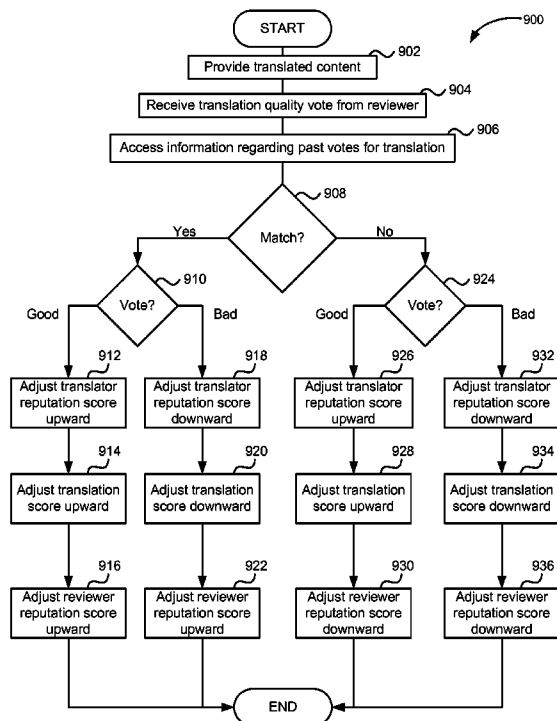 START
900
902
Provide translated content
904
Receive translation quality vote from reviewer
906
Access information regarding past votes for translation
908
Match?
Yes
No
910
Vote?
Good
Bad
924
Vote?
Good
Bad
912
Adjust translator
reputation score
upward
918
Adjust translator
reputation score
downward
926
Adjust translator
reputation score
upward
932
Adjust translator
reputation score
downward
914
Adjust translation
score upward
920
Adjust translation
score downward
928
Adjust translation
score upward
934
Adjust translation
score downward
916
Adjust reviewer
reputation score
upward
922
Adjust reviewer
reputation score
upward
930
Adjust reviewer
reputation score
downward
936
Adjust reviewer
reputation score
downward
END